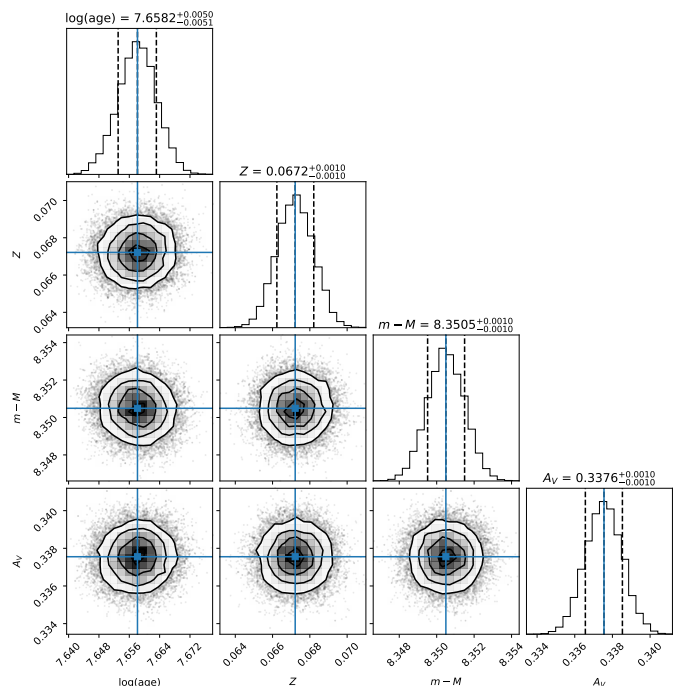 log(age) = 7.6582+0.0050−0.0051
Z = 0.0672+0.0010−0.0010
0.070
0.068
0.066
0.064
Z
m − M = 8.3505+0.0010−0.0010
8.354
8.352
8.350
8.348
m − M
A_V = 0.3376+0.0010−0.0010
0.340
0.338
0.336
0.334
A_V
7.640
7.648
7.656
7.664
7.672
0.064
0.066
0.068
0.070
8.348
8.350
8.352
8.354
0.334
0.336
0.338
0.340
log(age)
Z
m − M
A_V